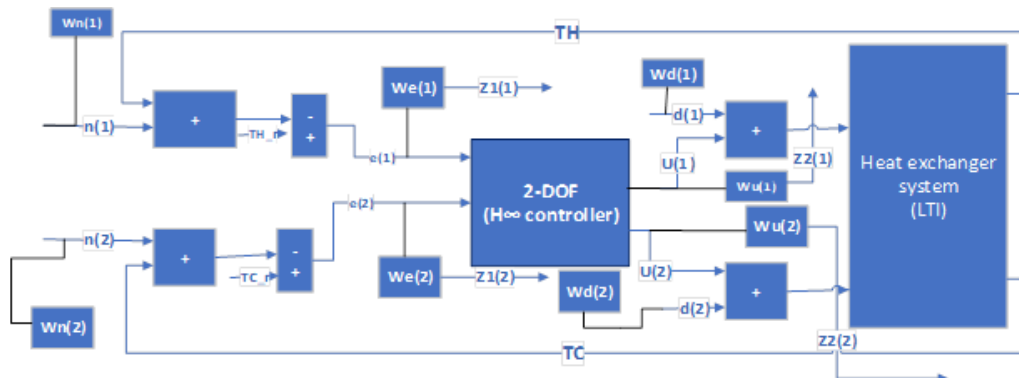 Wn(1)
TH
We(1)
Z1(1)
Wd(1)
+
n(1)
TH_r
-
+
e(1)
d(1)
+
U(1)
Z2(1)
2-DOF
(H∞ controller)
Wu(1)
Heat exchanger
system
(LTI)
e(2)
Wu(2)
n(2)
+
TC_r
-
+
We(2)
Z1(2)
Wd(2)
U(2)
+
d(2)
Wn(2)
Z2(2)
TC